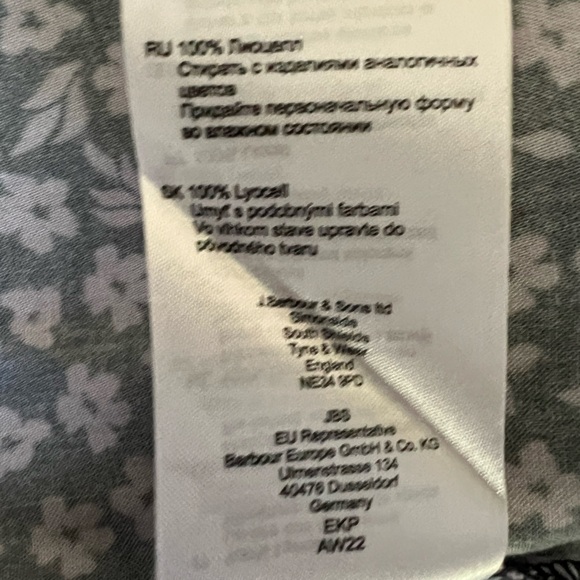 RU 100% Лиоцелл
Стирать с изделиями аналогичных
цветов
Придайте первоначальную форму
во влажном состоянии
SK 100% Lyocell
Umyť s podobnými farbami
Vo vlhkom stave upravte do
pôvodného tvaru
J.Barbour & Sons ltd
Simonside
South Shields
Tyne & Wear
England
NE34 9PD
JBS
EU Representative
Barbour Europe GmbH & Co. KG
Ulmenstrasse 134
40476 Dusseldorf
Germany
EKP
AW22